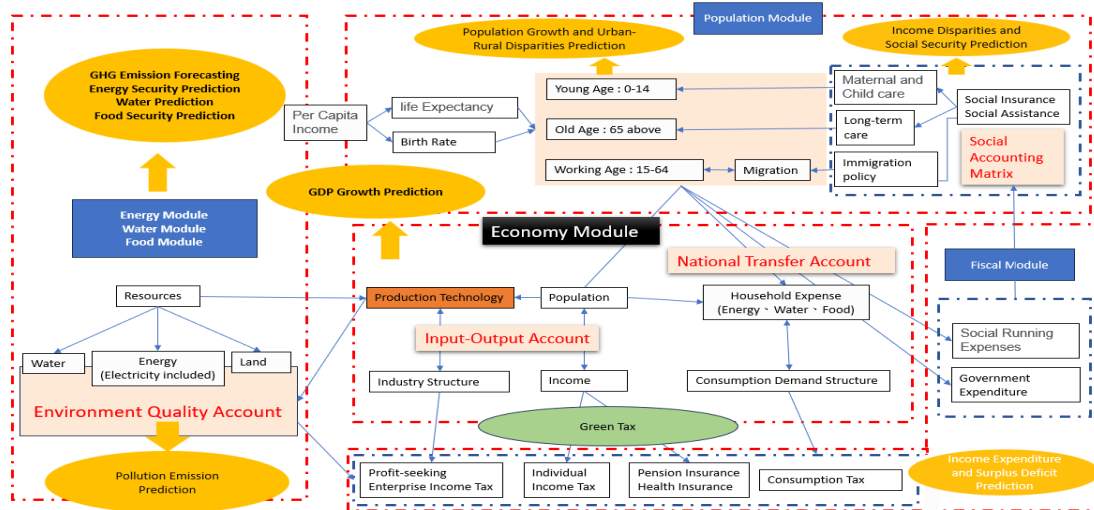 Population Module
Population Growth and Urban-
Rural Disparities Prediction
Income Disparities and
Social Security Prediction
GHG Emission Forecasting
Energy Security Prediction
Water Prediction
Food Security Prediction
Per Capita
Income
life Expectancy
Birth Rate
Young Age : 0-14
Old Age : 65 above
Working Age : 15-64
Migration
Maternal and
Child care
Long-term
care
Immigration
policy
Social Insurance
Social Assistance
Social
Accounting
Matrix
GDP Growth Prediction
Energy Module
Water Module
Food Module
Economy Module
National Transfer Account
Fiscal Module
Resources
Production Technology
Population
Household Expense
(Energy、Water、Food)
Input-Output Account
Social Running
Expenses
Water
Energy
(Electricity included)
Land
Industry Structure
Income
Consumption Demand Structure
Government
Expenditure
Environment Quality Account
Green Tax
Pollution Emission
Prediction
Profit-seeking
Enterprise Income Tax
Individual
Income Tax
Pension Insurance
Health Insurance
Consumption Tax
Income Expenditure
and Surplus Deficit
Prediction